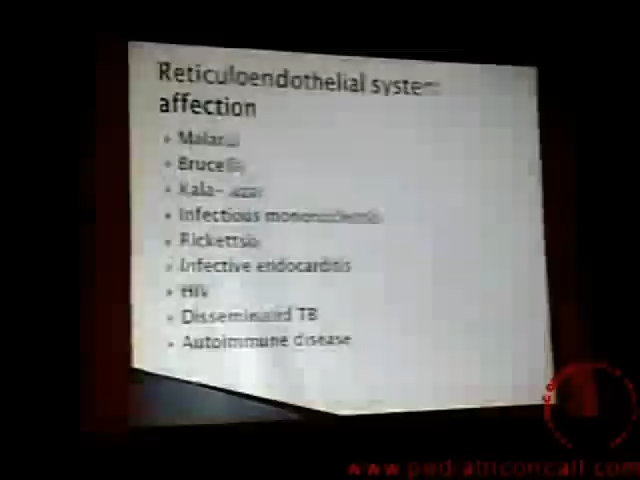 Reticuloendothelial system
affection
• Malaria
• Brucella
• Kala- azar
• Infectious mononucleosis
• Rickettsia
• Infective endocarditis
• HIV
• Disseminated TB
• Autoimmune disease
www.pediatriconcall.com